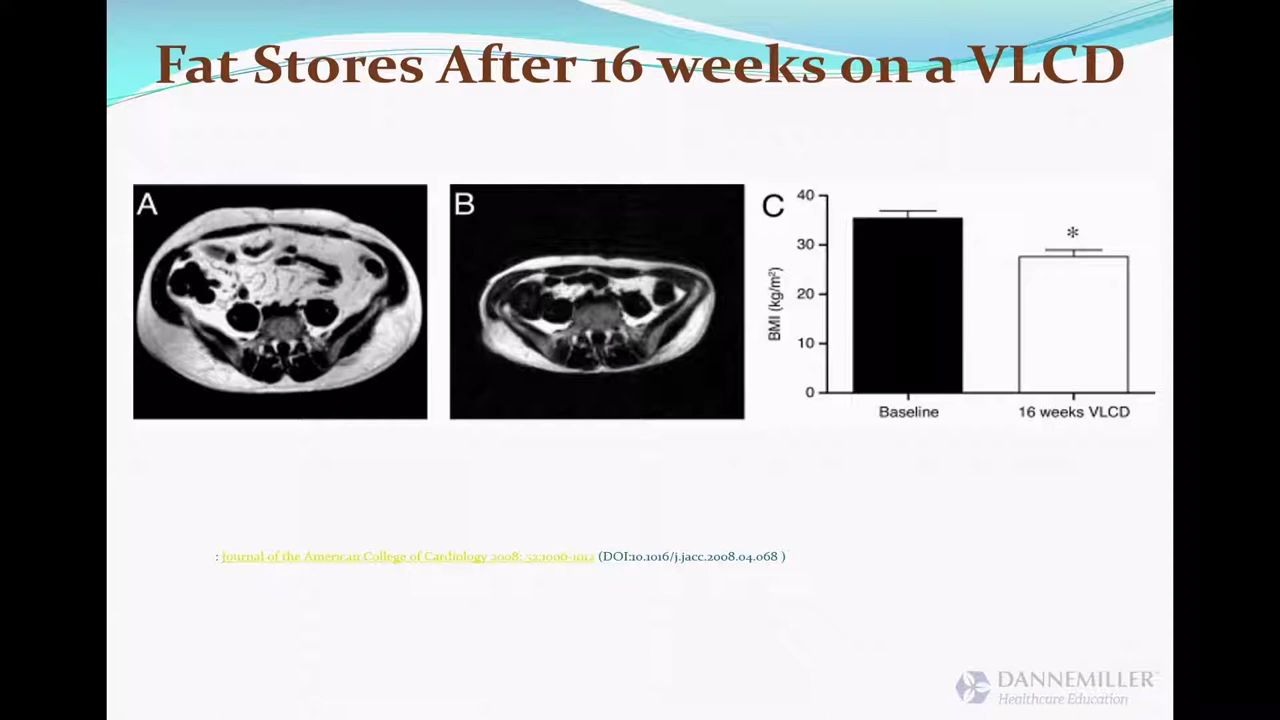 Fat Stores After 16 weeks on a VLCD
A
B
C
40
30
20
10
0
BMI (kg/m²)
*
Baseline
16 weeks VLCD
: Journal of the American College of Cardiology 2008; 52:1006-1012 (DOI:10.1016/j.jacc.2008.04.068 )
DANNEMILLER
Healthcare Education